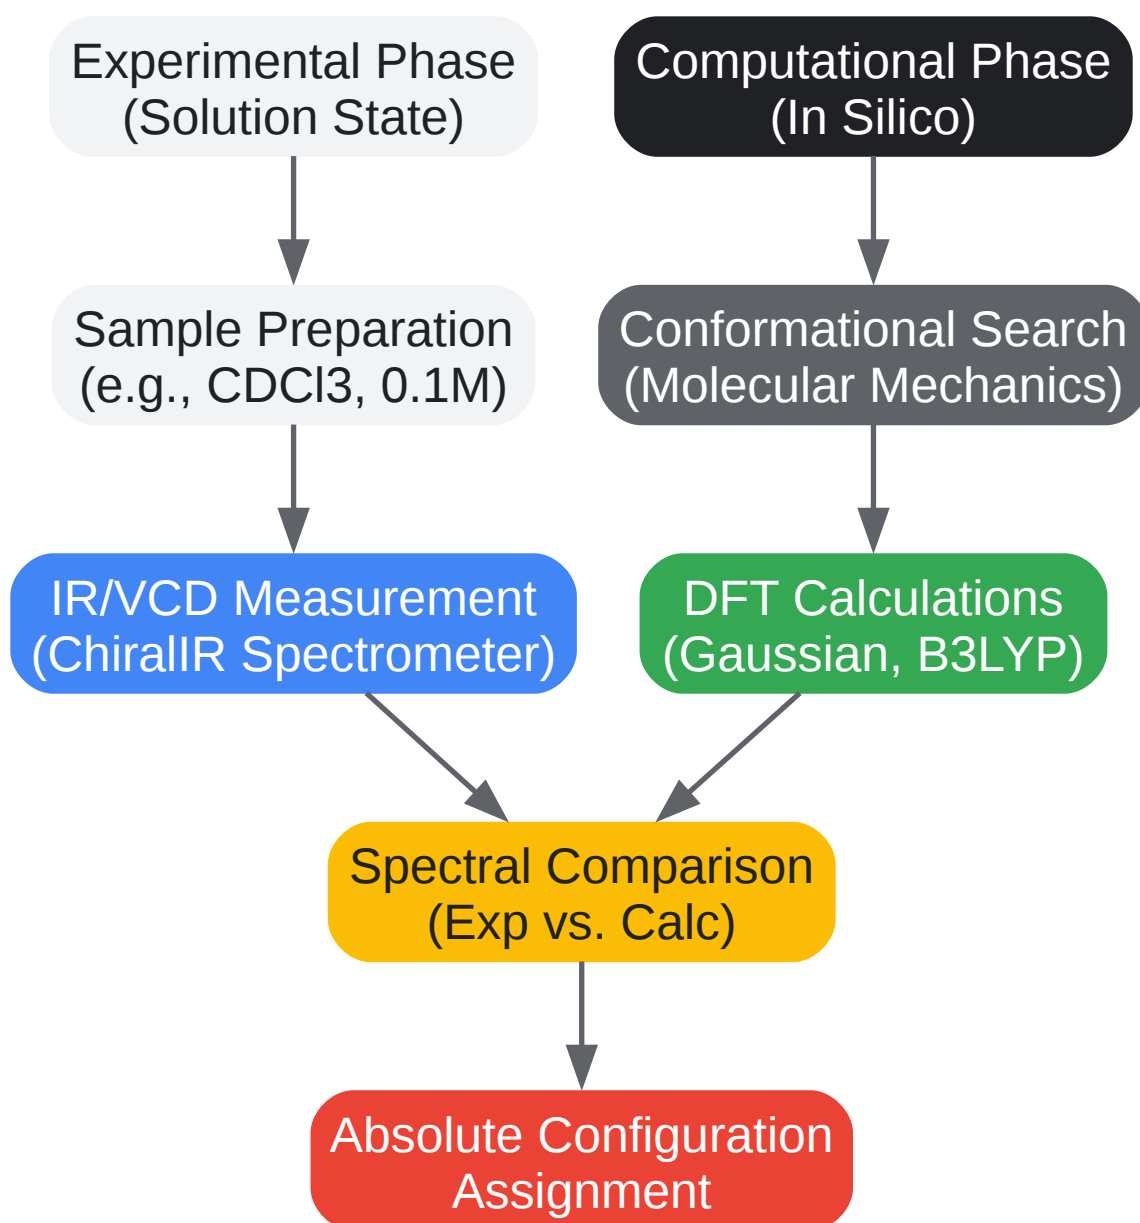 Experimental Phase
(Solution State)
Computational Phase
(In Silico)
Sample Preparation
(e.g., CDCl3, 0.1M)
Conformational Search
(Molecular Mechanics)
IR/VCD Measurement
(ChiralIR Spectrometer)
DFT Calculations
(Gaussian, B3LYP)
Spectral Comparison
(Exp vs. Calc)
Absolute Configuration
Assignment